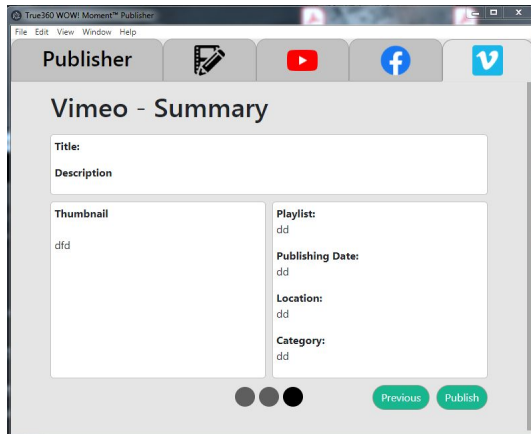 True360 WOW! Moment™ Publisher
File Edit View Window Help
Publisher
Vimeo - Summary
Title:
Description
Thumbnail
dfd
Playlist:
dd
Publishing Date:
dd
Location:
dd
Category:
dd
Previous
Publish